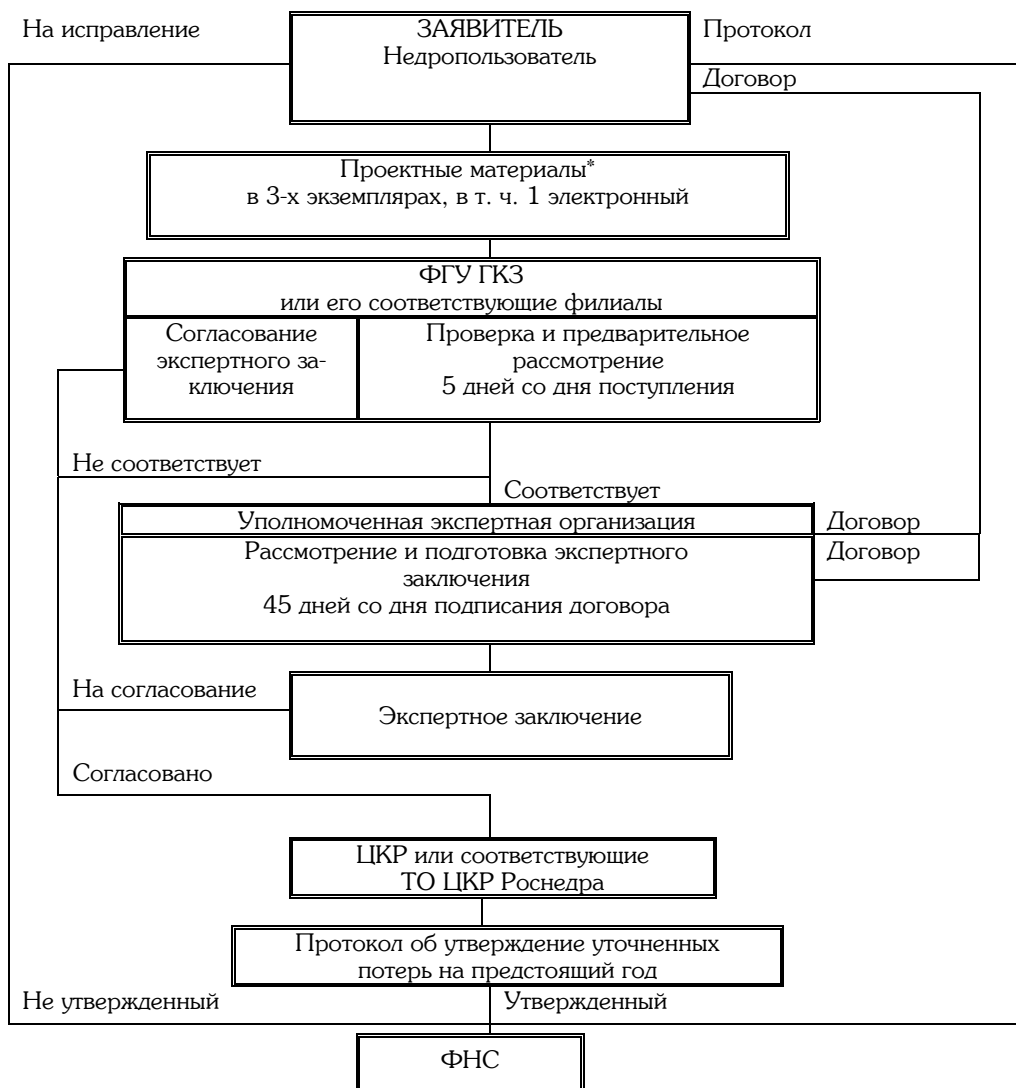 На исправление
ЗАЯВИТЕЛЬ
Недропользователь
Протокол
Договор
Проектные материалы*
в 3-х экземплярах, в т. ч. 1 электронный
ФГУ ГКЗ
или его соответствующие филиалы
Согласование
экспертного за-
ключения
Проверка и предварительное
рассмотрение
5 дней со дня поступления
Не соответствует
Соответствует
Уполномоченная экспертная организация
Договор
Рассмотрение и подготовка экспертного
заключения
45 дней со дня подписания договора
Договор
На согласование
Экспертное заключение
Согласовано
ЦКР или соответствующие
ТО ЦКР Роснедра
Протокол об утверждение уточненных
потерь на предстоящий год
Не утвержденный
Утвержденный
ФНС